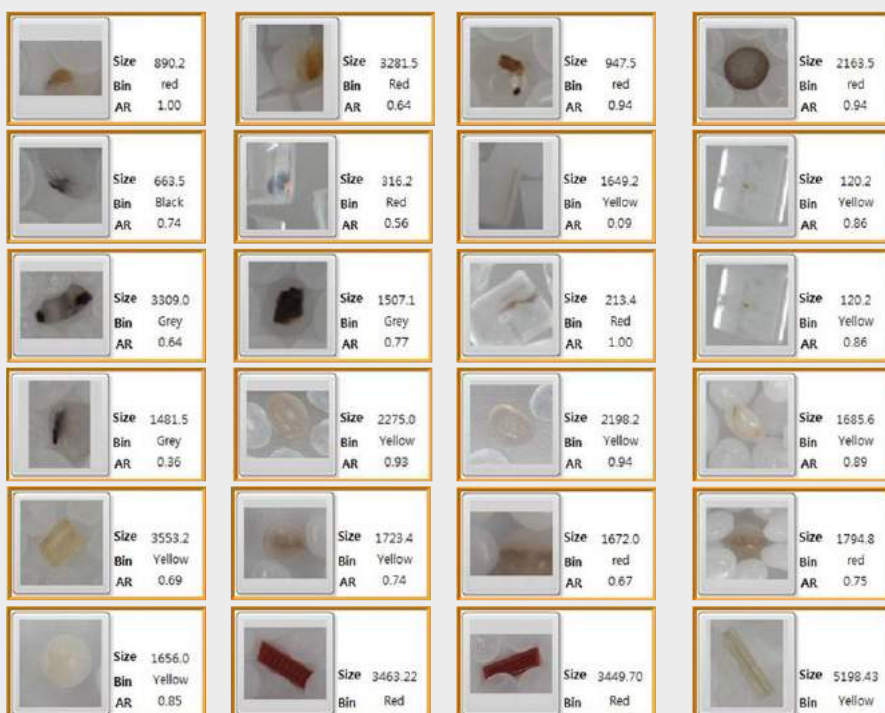 Size 890.2
Bin red
AR 1.00
Size 3281.5
Bin Red
AR 0.64
Size 947.5
Bin red
AR 0.94
Size 2163.5
Bin red
AR 0.94
Size 663.5
Bin Black
AR 0.74
Size 316.2
Bin Red
AR 0.56
Size 1649.2
Bin Yellow
AR 0.09
Size 120.2
Bin Yellow
AR 0.86
Size 3309.0
Bin Grey
AR 0.64
Size 1507.1
Bin Grey
AR 0.77
Size 213.4
Bin Red
AR 1.00
Size 120.2
Bin Yellow
AR 0.86
Size 1481.5
Bin Grey
AR 0.36
Size 2275.0
Bin Yellow
AR 0.93
Size 2198.2
Bin Yellow
AR 0.94
Size 1685.6
Bin Yellow
AR 0.89
Size 3553.2
Bin Yellow
AR 0.69
Size 1723.4
Bin Yellow
AR 0.74
Size 1672.0
Bin red
AR 0.67
Size 1794.8
Bin red
AR 0.75
Size 1656.0
Bin Yellow
AR 0.85
Size 3463.22
Bin Red
Size 3449.70
Bin Red
Size 5198.43
Bin Yellow